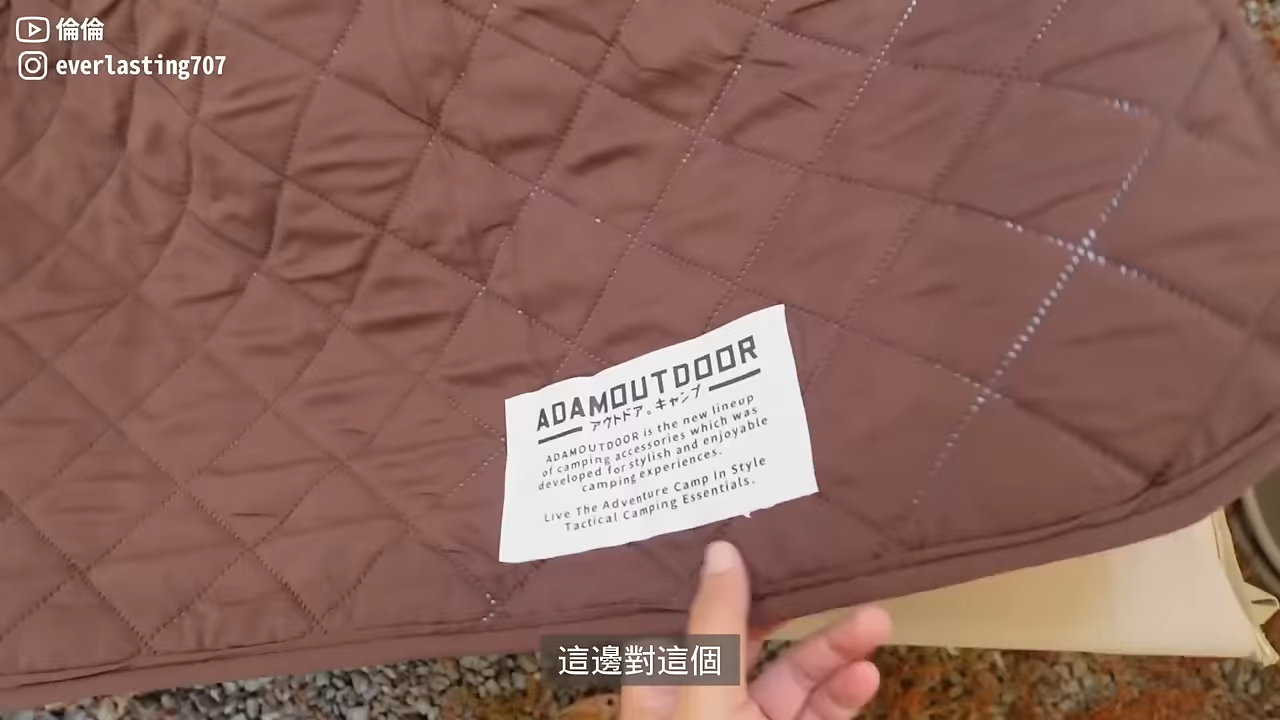 倫倫
everlasting707
ADAMOUTDOOR
アウトドア。キャンプ
ADAMOUTDOOR is the new lineup
of camping accessories which was
developed for stylish and enjoyable
camping experiences.
Live The Adventure Camp In Style
Tactical Camping Essentials.
這邊對這個